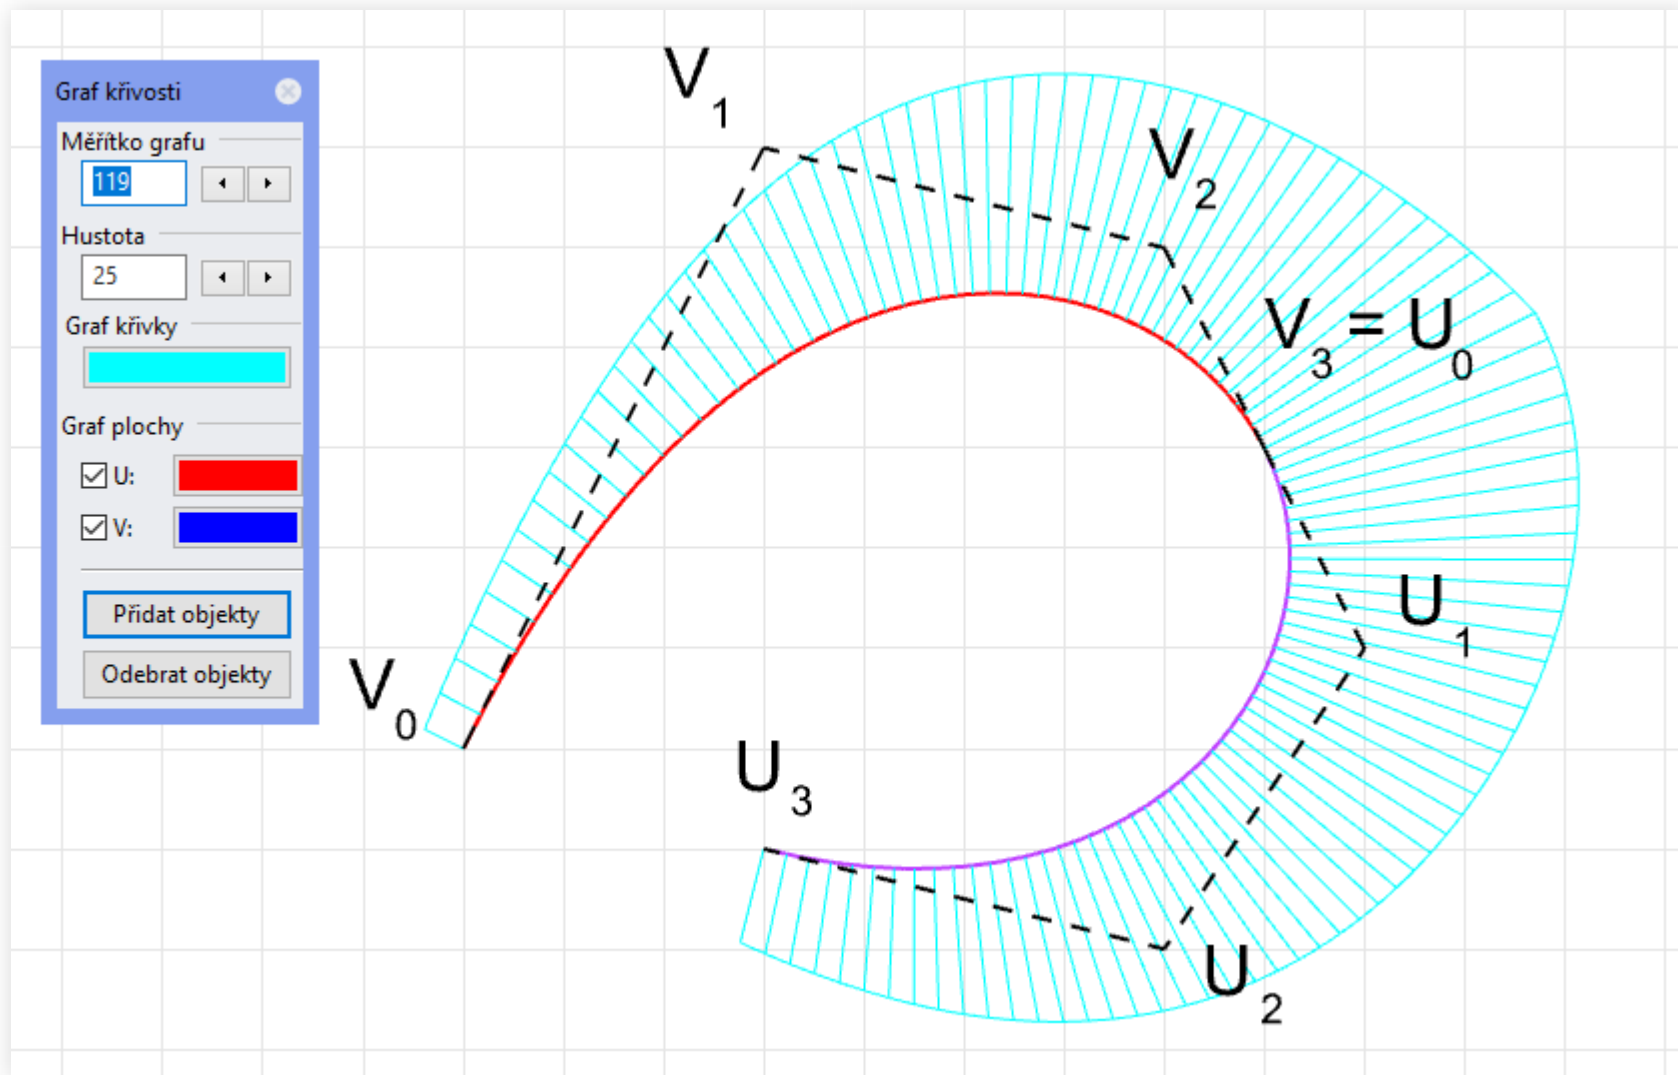 Graf křivosti
Měřítko grafu
119
Hustota
25
Graf křivky
Graf plochy
U:
V:
Přidat objekty
Odebrat objekty
V0
V1
V2
V3 = U0
U1
U2
U3